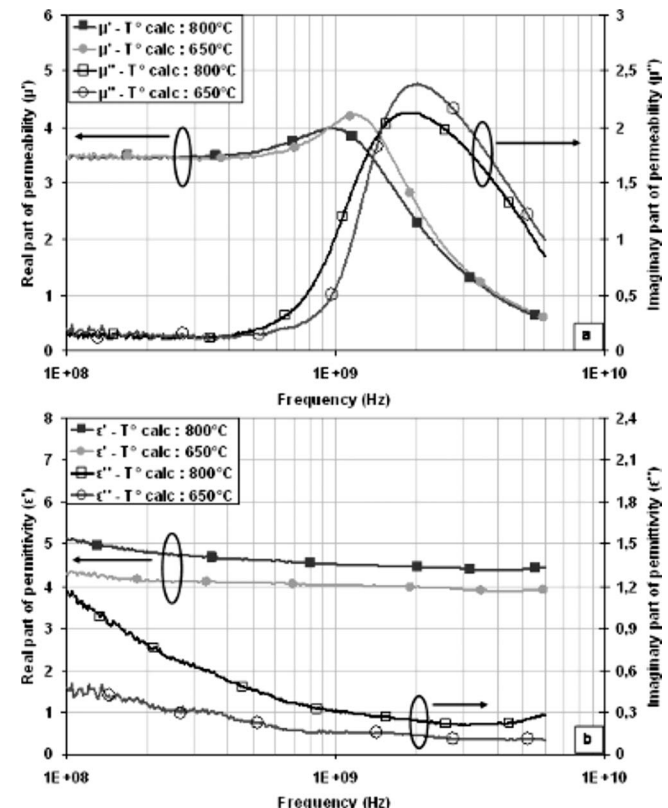 6
5
4
3
2
1
0
Real part of permeability (μ')
μ' - T° calc : 800°C
μ' - T° calc : 650°C
μ" - T° calc : 800°C
μ" - T° calc : 650°C
3
2,5
2
1,5
1
0,5
0
Imaginary part of permeability (μ")
a
1E+08
1E+09
1E+10
Frequency (Hz)
8
7
6
5
4
3
2
1
0
Real part of permittivity (ε')
ε' - T° calc : 800°C
ε' - T° calc : 650°C
ε" - T° calc : 800°C
ε" - T° calc : 650°C
2,4
2,1
1,8
1,5
1,2
0,9
0,6
0,3
0
Imaginary part of permittivity (ε")
b
1E+08
1E+09
1E+10
Frequency (Hz)